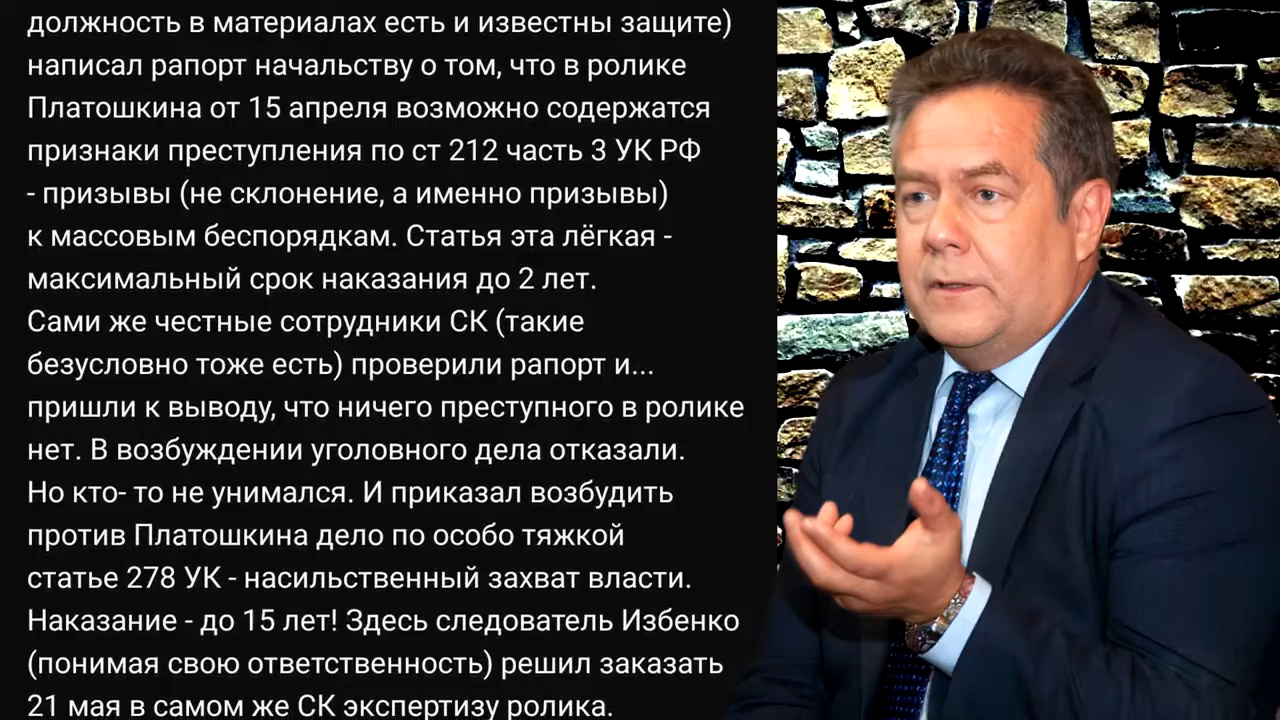 должность в материалах есть и известны защите)
написал рапорт начальству о том, что в ролике
Платошкина от 15 апреля возможно содержатся
признаки преступления по ст 212 часть 3 УК РФ
- призывы (не склонение, а именно призывы)
к массовым беспорядкам. Статья эта лёгкая -
максимальный срок наказания до 2 лет.
Сами же честные сотрудники СК (такие
безусловно тоже есть) проверили рапорт и...
пришли к выводу, что ничего преступного в ролике
нет. В возбуждении уголовного дела отказали.
Но кто- то не унимался. И приказал возбудить
против Платошкина дело по особо тяжкой
статье 278 УК - насильственный захват власти.
Наказание - до 15 лет! Здесь следователь Избенко
(понимая свою ответственность) решил заказать
21 мая в самом же СК экспертизу ролика.